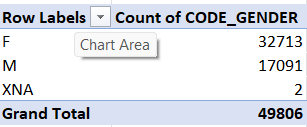 Row Labels Count of CODE_GENDER
F 32713
Chart Area
M 17091
XNA 2
Grand Total 49806